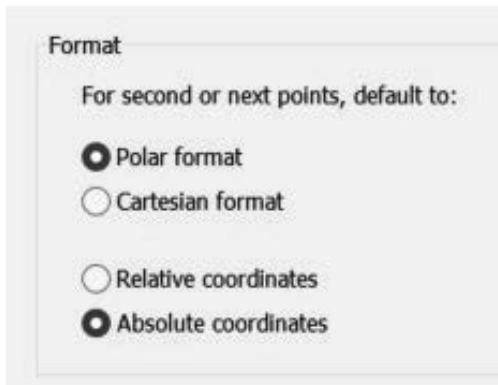 Format
For second or next points, default to:
Polar format
Cartesian format
Relative coordinates
Absolute coordinates